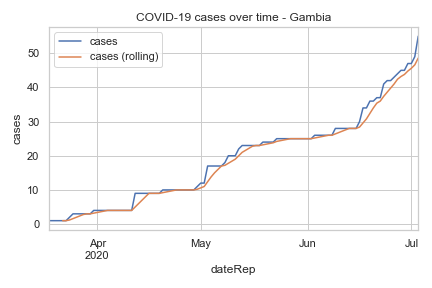 COVID-19 cases over time - Gambia
cases
cases (rolling)
50
40
30
20
10
0
cases
Apr
2020
May
Jun
Jul
dateRep